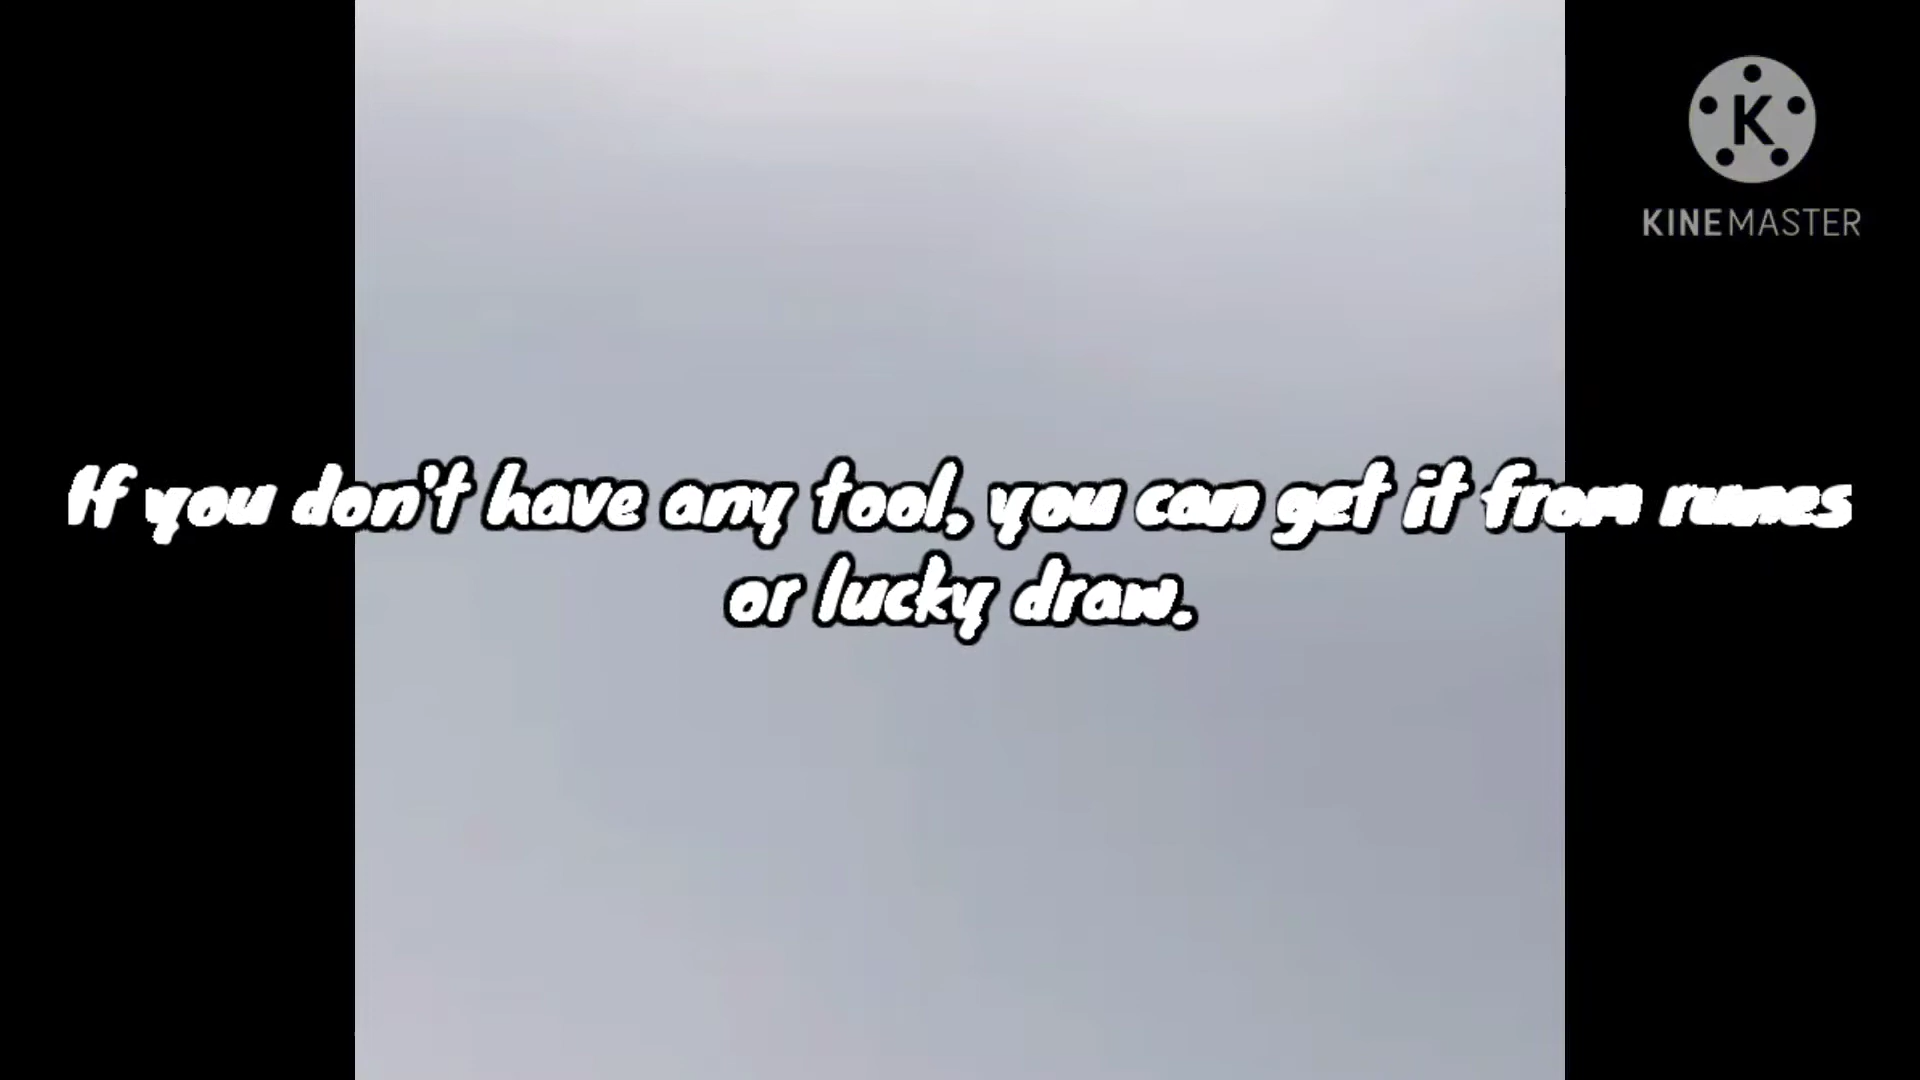 K
KINEMASTER
If you don't have any tool, you can get it from runes
or lucky draw.